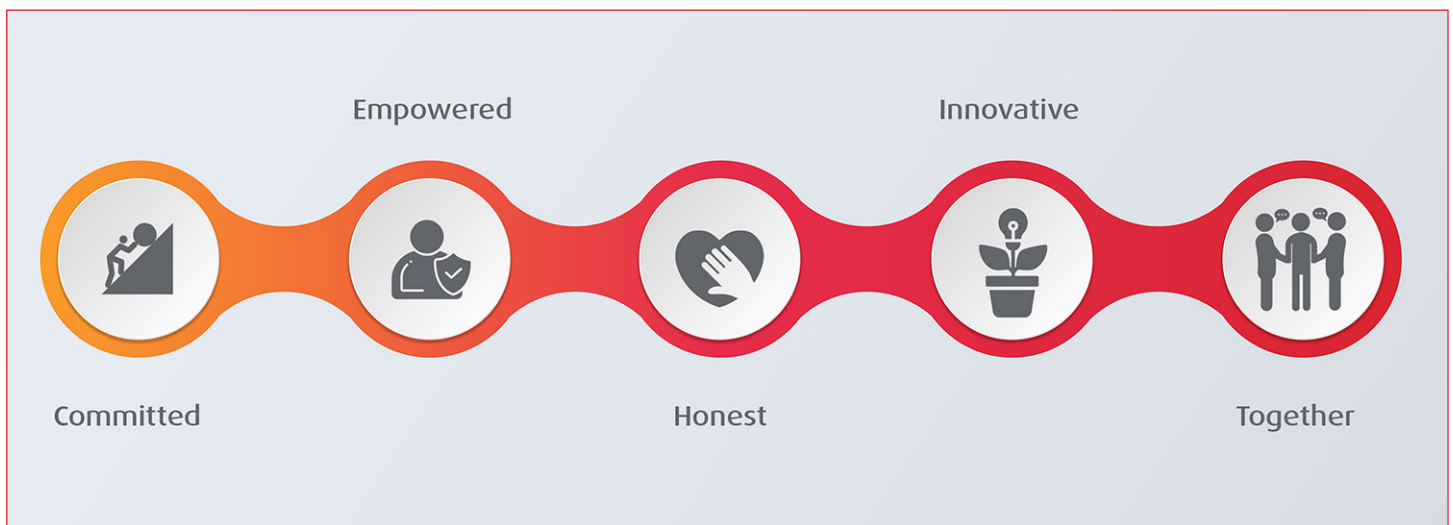 Empowered
Innovative
Committed
Honest
Together